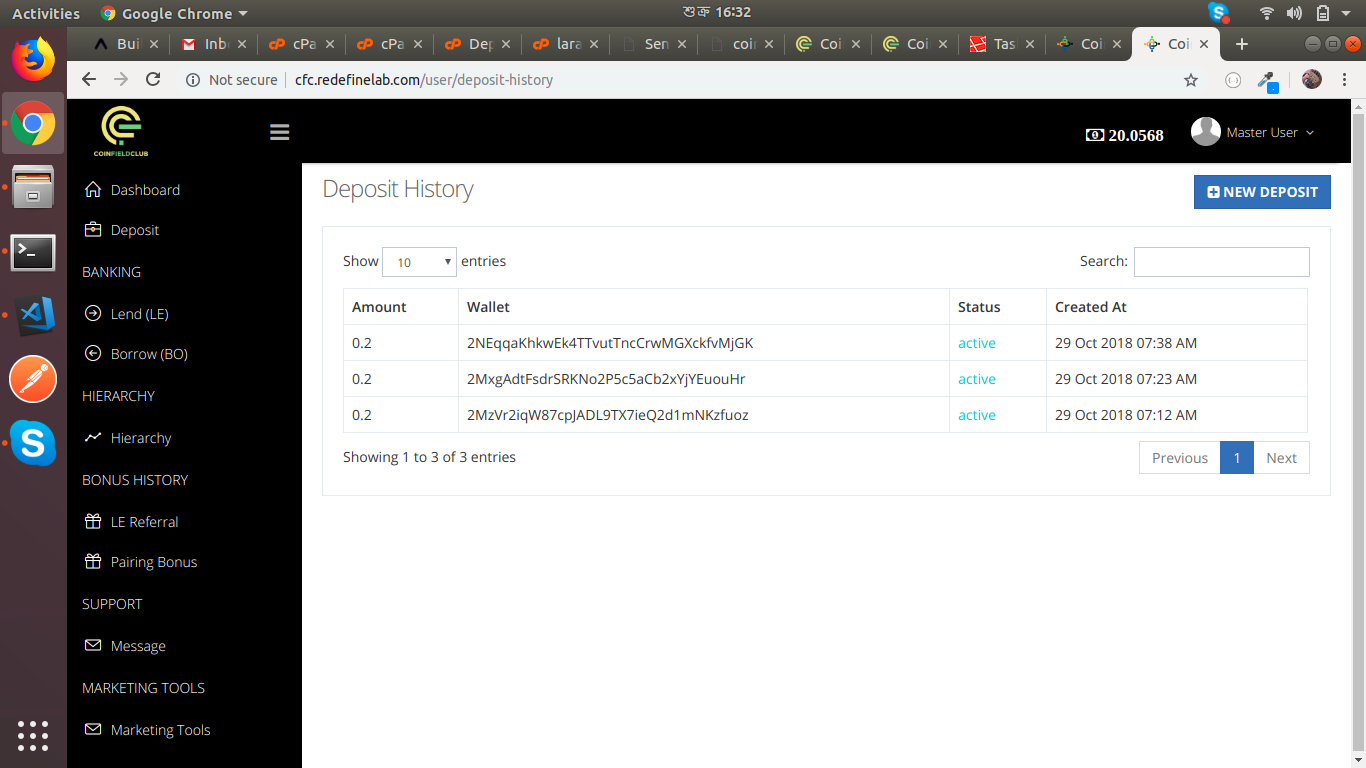 Activities Google Chrome শুক্র 16:32
Bui Inb cPa cPa Dep lara Sen coin Coi Coi Tas Coi Coi
Not secure cfc.redefinelab.com/user/deposit-history
COINFIELDCLUB
20.0568 Master User
Dashboard
Deposit
BANKING
Lend (LE)
Borrow (BO)
HIERARCHY
Hierarchy
BONUS HISTORY
LE Referral
Pairing Bonus
SUPPORT
Message
MARKETING TOOLS
Marketing Tools
Deposit History
NEW DEPOSIT
Show 10 entries Search:
Amount Wallet Status Created At
0.2 2NEqqaKhkwEk4TTvutTncCrwMGXckfvMjGK active 29 Oct 2018 07:38 AM
0.2 2MxgAdtFsdrSRKNo2P5c5aCb2xYjYEuouHr active 29 Oct 2018 07:23 AM
0.2 2MzVr2iqW87cpJADL9TX7ieQ2d1mNKzfuoz active 29 Oct 2018 07:12 AM
Showing 1 to 3 of 3 entries
Previous 1 Next